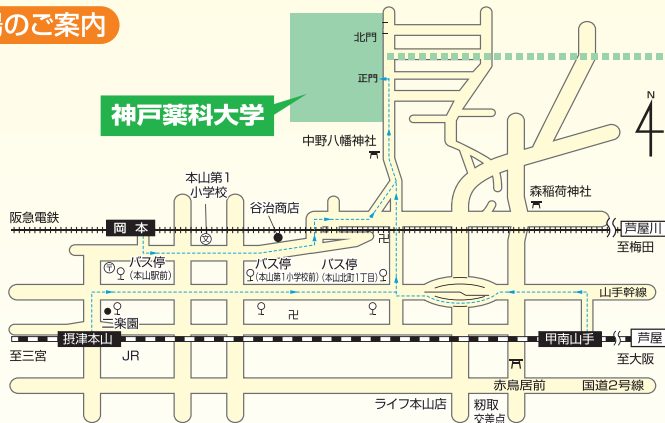 場のご案内
北門
正門
神戸薬科大学
N
中野八幡神社
本山第1
小学校
谷治商店
森稲荷神社
阪急電鉄
岡本
芦屋川
至梅田
バス停
(本山駅前)
バス停
(本山第1小学校前)
バス停
(本山北町1丁目)
山手幹線
二楽園
摂津本山
甲南山手
芦屋
至三宮
JR
至大阪
赤鳥居前
国道2号線
ライフ本山店
籾取
交差点